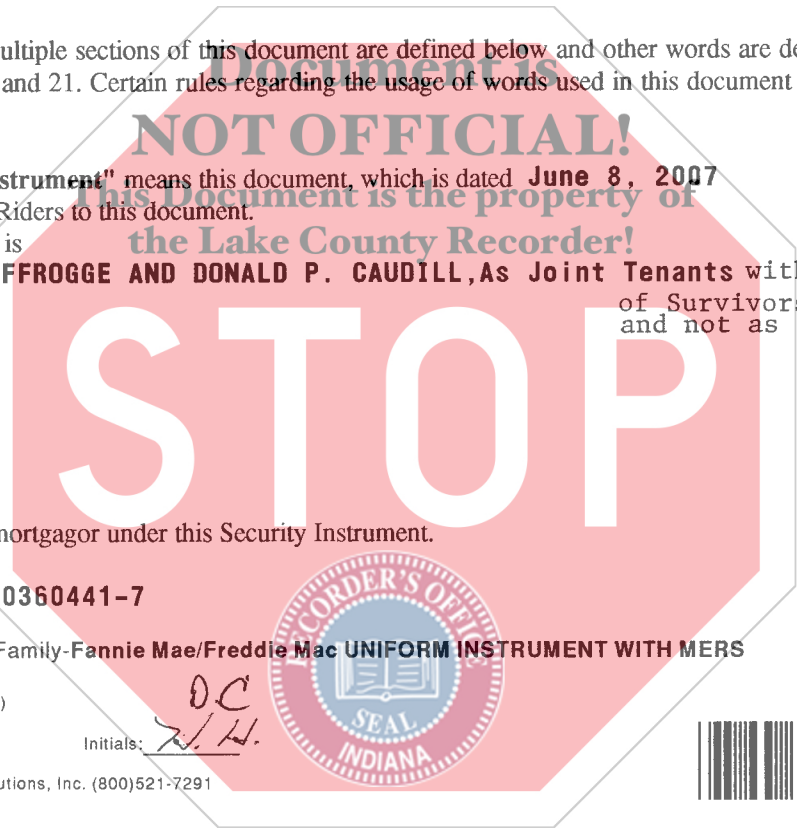 ultiple sections of this document are defined below and other words are de
Document is
and 21. Certain rules regarding the usage of words used in this document
NOT OFFICIAL!
strument" means this document, which is dated June 8, 2007
This Document is the property of
Riders to this document.
is
the Lake County Recorder!
FFROGGE AND DONALD P. CAUDILL,As Joint Tenants with
of Survivors
and not as
STOP
mortgagor under this Security Instrument.
0360441-7
RECORDER'S OFFICE
Family-Fannie Mae/Freddie Mac UNIFORM INSTRUMENT WITH MERS
D.C
)
SEAL
Initials: W. H.
INDIANA
utions, Inc. (800)521-7291